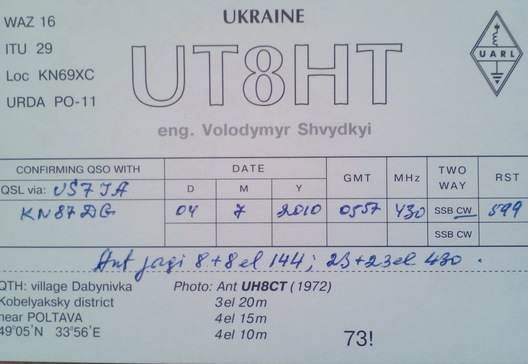 WAZ 16
UKRAINE
ITU 29
Loc KN69XC
URDA PO-11
UT8HT
UARL
eng. Volodymyr Shvydkyi
CONFIRMING QSO WITH DATE GMT MHz TWO WAY RST
D M Y
QSL via: US7IA
KN87DG 04 7 2010 0557 430 SSB CW 599
SSB CW
Ant jagi 8+8el 144; 23+23el 430.
QTH: village Dabynivka
Kobelyaksky district
near POLTAVA
49°05'N 33°56'E
Photo: Ant UH8CT (1972)
3el 20m
4el 15m
4el 10m
73!